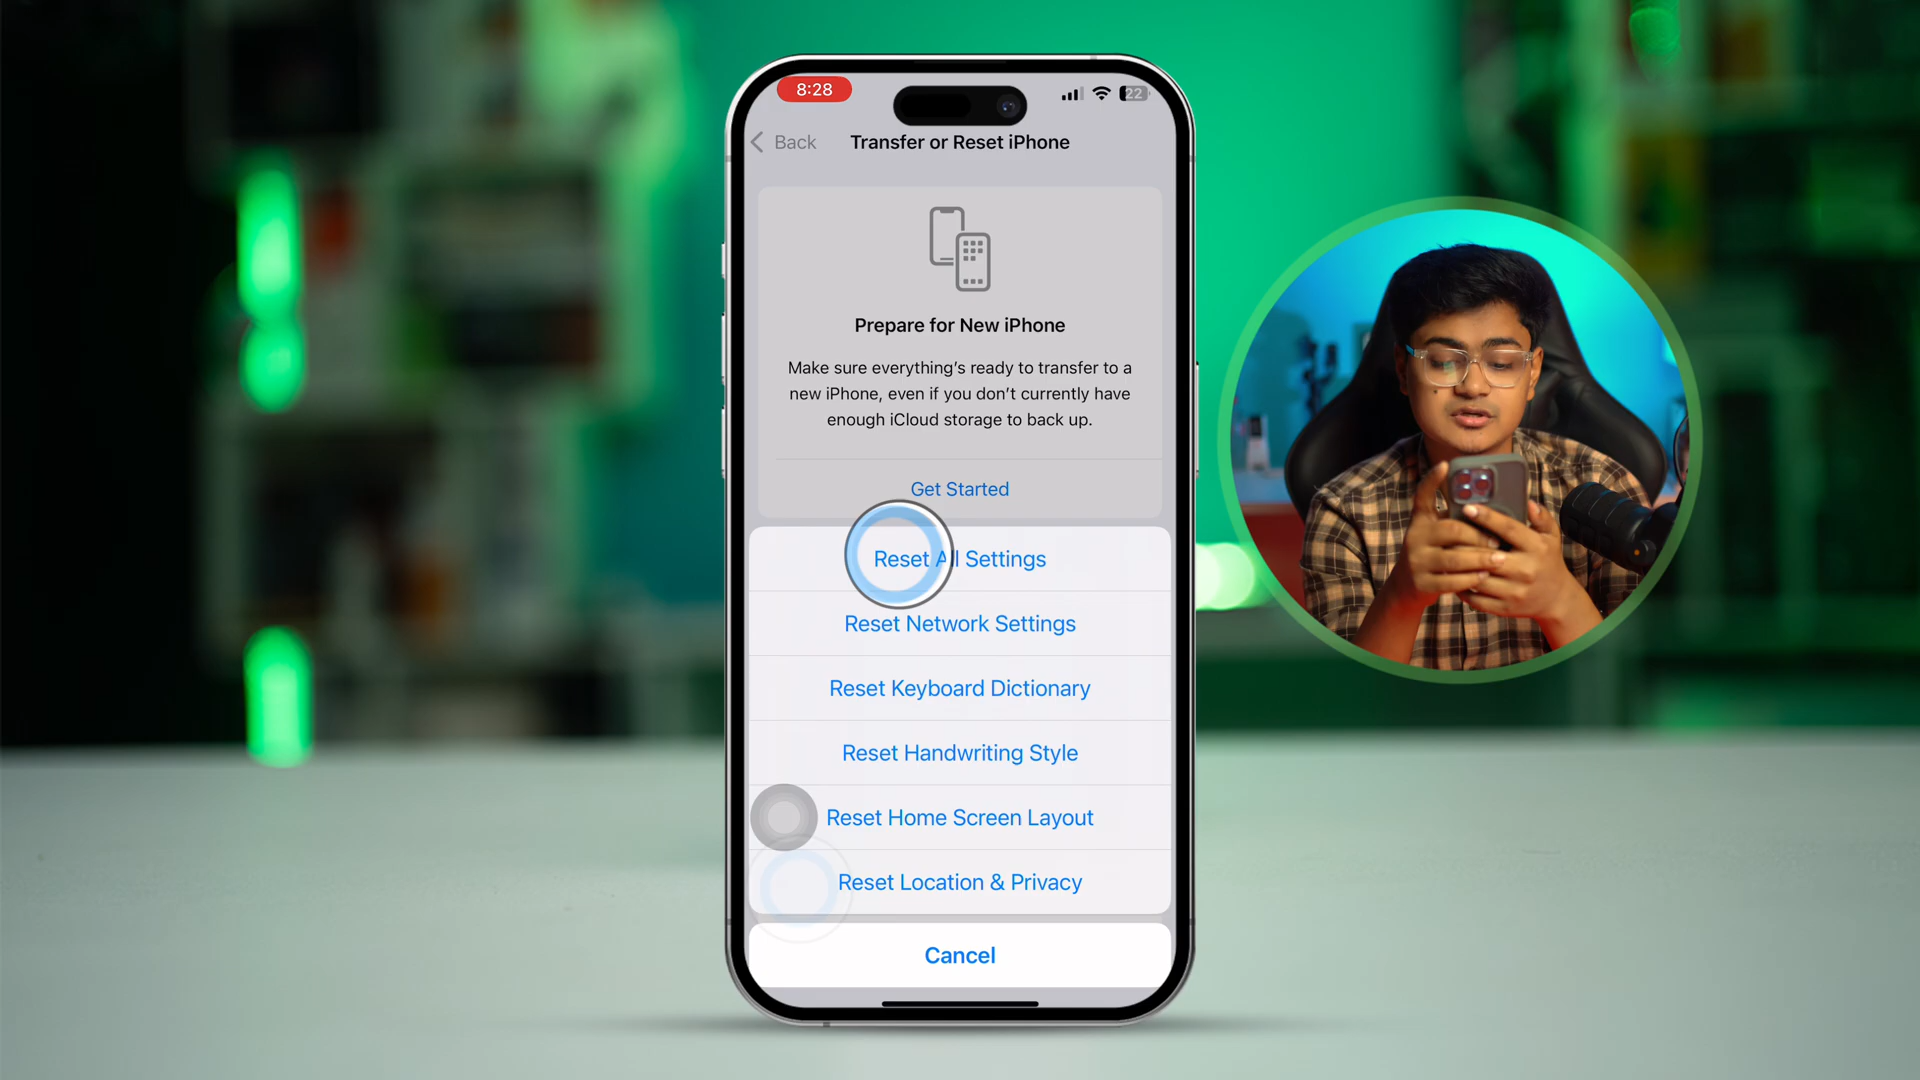 8:28
22
Back
Transfer or Reset iPhone
Prepare for New iPhone
Make sure everything's ready to transfer to a
new iPhone, even if you don't currently have
enough iCloud storage to back up.
Get Started
Reset All Settings
Reset Network Settings
Reset Keyboard Dictionary
Reset Handwriting Style
Reset Home Screen Layout
Reset Location & Privacy
Cancel